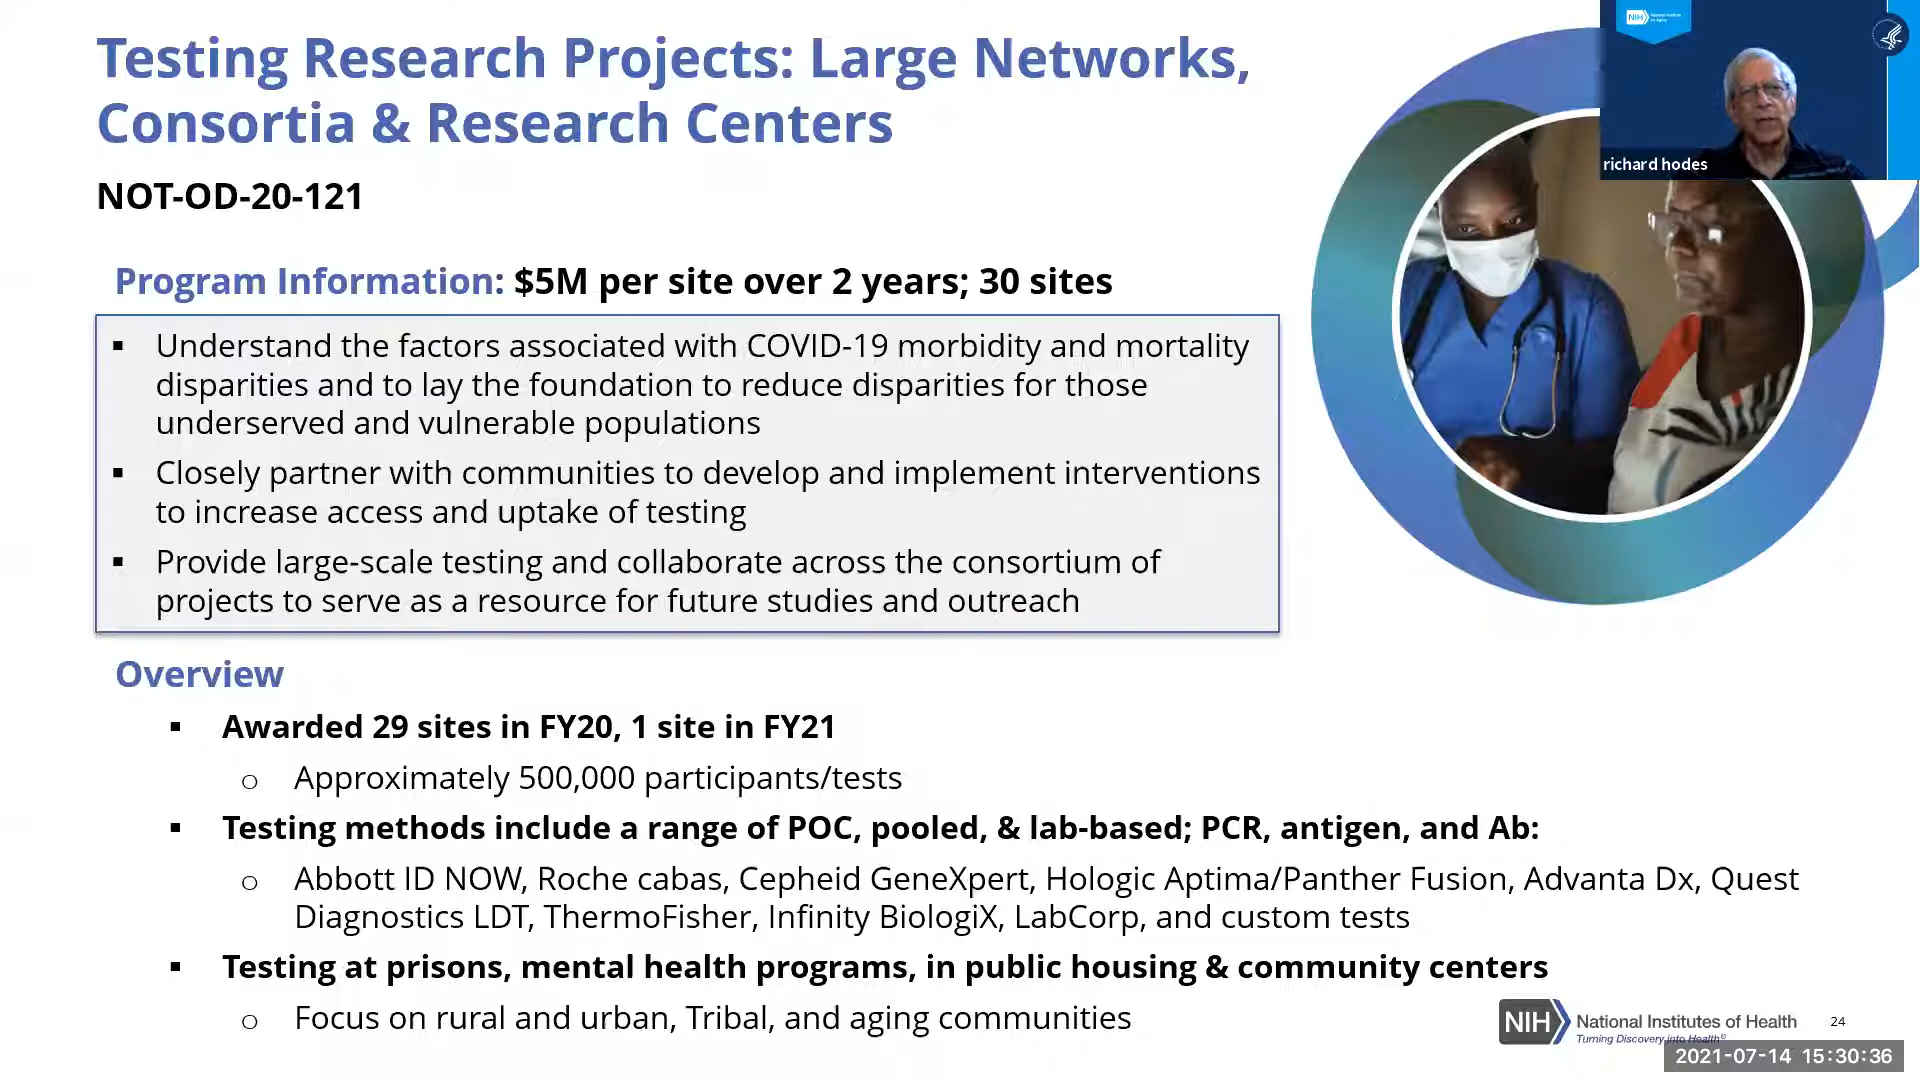 Testing Research Projects: Large Networks,
Consortia & Research Centers
NOT-OD-20-121
Program Information: $5M per site over 2 years; 30 sites
▪ Understand the factors associated with COVID-19 morbidity and mortality
disparities and to lay the foundation to reduce disparities for those
underserved and vulnerable populations
▪ Closely partner with communities to develop and implement interventions
to increase access and uptake of testing
▪ Provide large-scale testing and collaborate across the consortium of
projects to serve as a resource for future studies and outreach
Overview
▪ Awarded 29 sites in FY20, 1 site in FY21
o Approximately 500,000 participants/tests
▪ Testing methods include a range of POC, pooled, & lab-based; PCR, antigen, and Ab:
o Abbott ID NOW, Roche cabas, Cepheid GeneXpert, Hologic Aptima/Panther Fusion, Advanta Dx, Quest
Diagnostics LDT, ThermoFisher, Infinity BiologiX, LabCorp, and custom tests
▪ Testing at prisons, mental health programs, in public housing & community centers
o Focus on rural and urban, Tribal, and aging communities
NIH National Institute
on Aging
richard hodes
NIH National Institutes of Health
Turning Discovery into Health®
24
2021-07-14 15:30:36